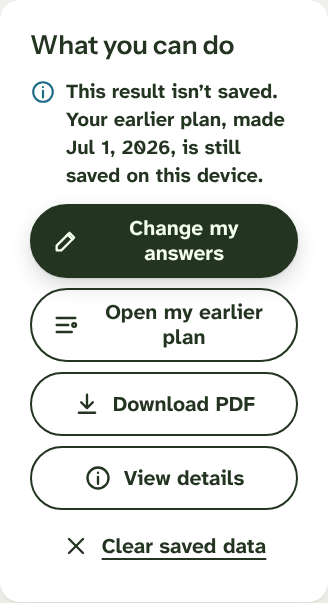 What you can do
This result isn’t saved.
Your earlier plan, made
Jul 1, 2026, is still
saved on this device.
Change my
answers
Open my earlier
plan
Download PDF
View details
Clear saved data